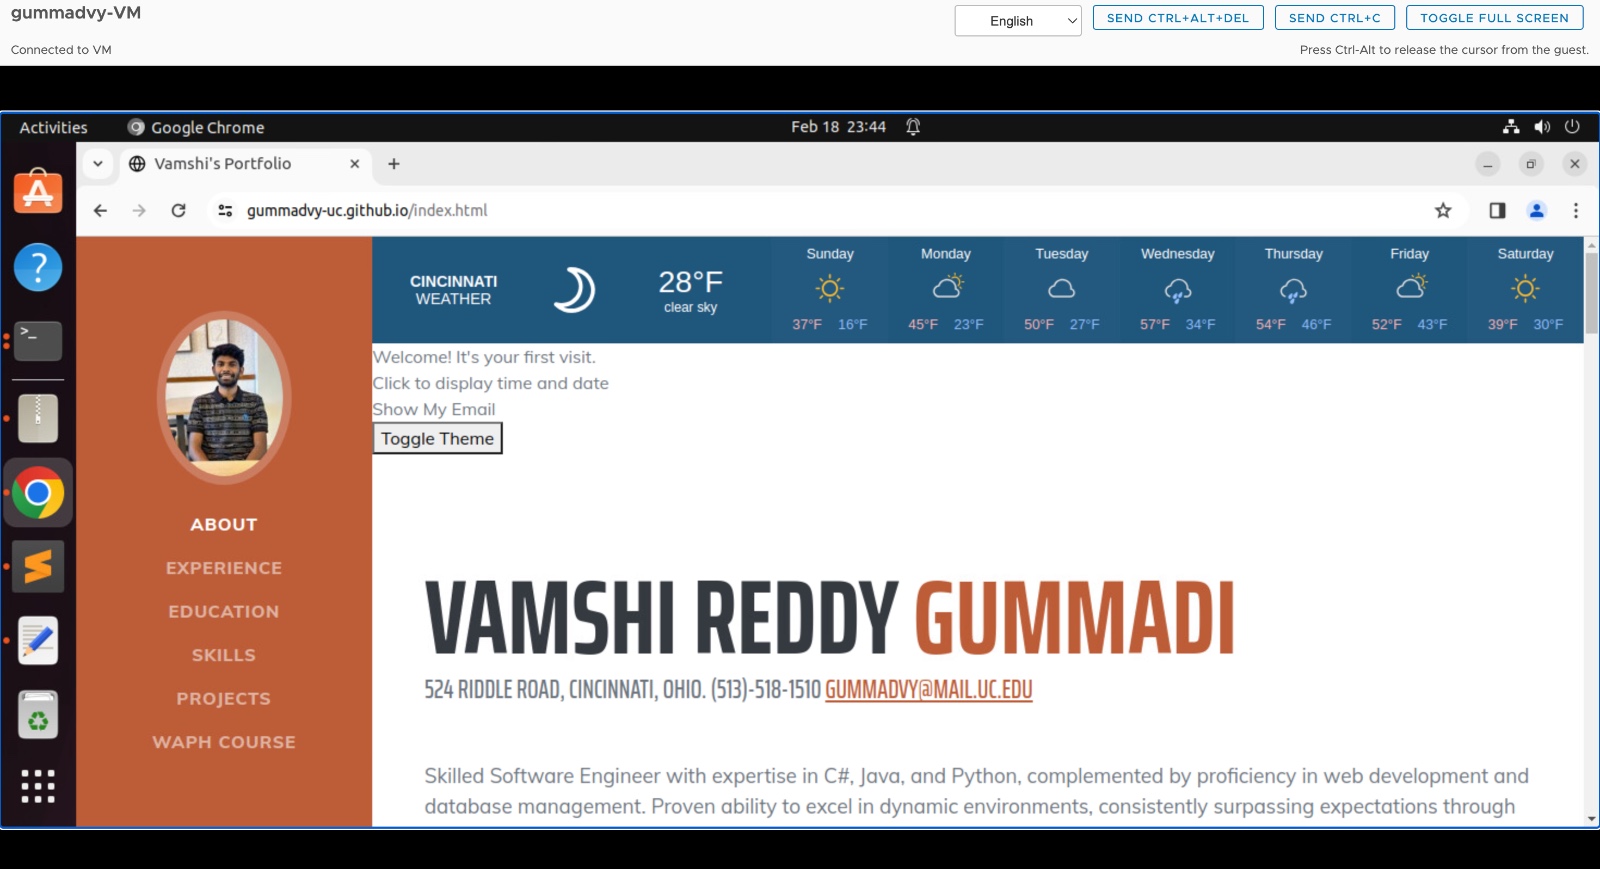 gummadvy-VM
English
SEND CTRL+ALT+DEL
SEND CTRL+C
TOGGLE FULL SCREEN
Connected to VM
Press Ctrl-Alt to release the cursor from the guest.
Activities
Google Chrome
Feb 18 23:44
Vamshi's Portfolio
gummadvy-uc.github.io/index.html
CINCINNATI
WEATHER
28°F
clear sky
Sunday
37°F 16°F
Monday
45°F 23°F
Tuesday
50°F 27°F
Wednesday
57°F 34°F
Thursday
54°F 46°F
Friday
52°F 43°F
Saturday
39°F 30°F
ABOUT
EXPERIENCE
EDUCATION
SKILLS
PROJECTS
WAPH COURSE
Welcome! It's your first visit.
Click to display time and date
Show My Email
Toggle Theme
VAMSHI REDDY GUMMADI
524 RIDDLE ROAD, CINCINNATI, OHIO. (513)-518-1510 GUMMADVY@MAIL.UC.EDU
Skilled Software Engineer with expertise in C#, Java, and Python, complemented by proficiency in web development and
database management. Proven ability to excel in dynamic environments, consistently surpassing expectations through